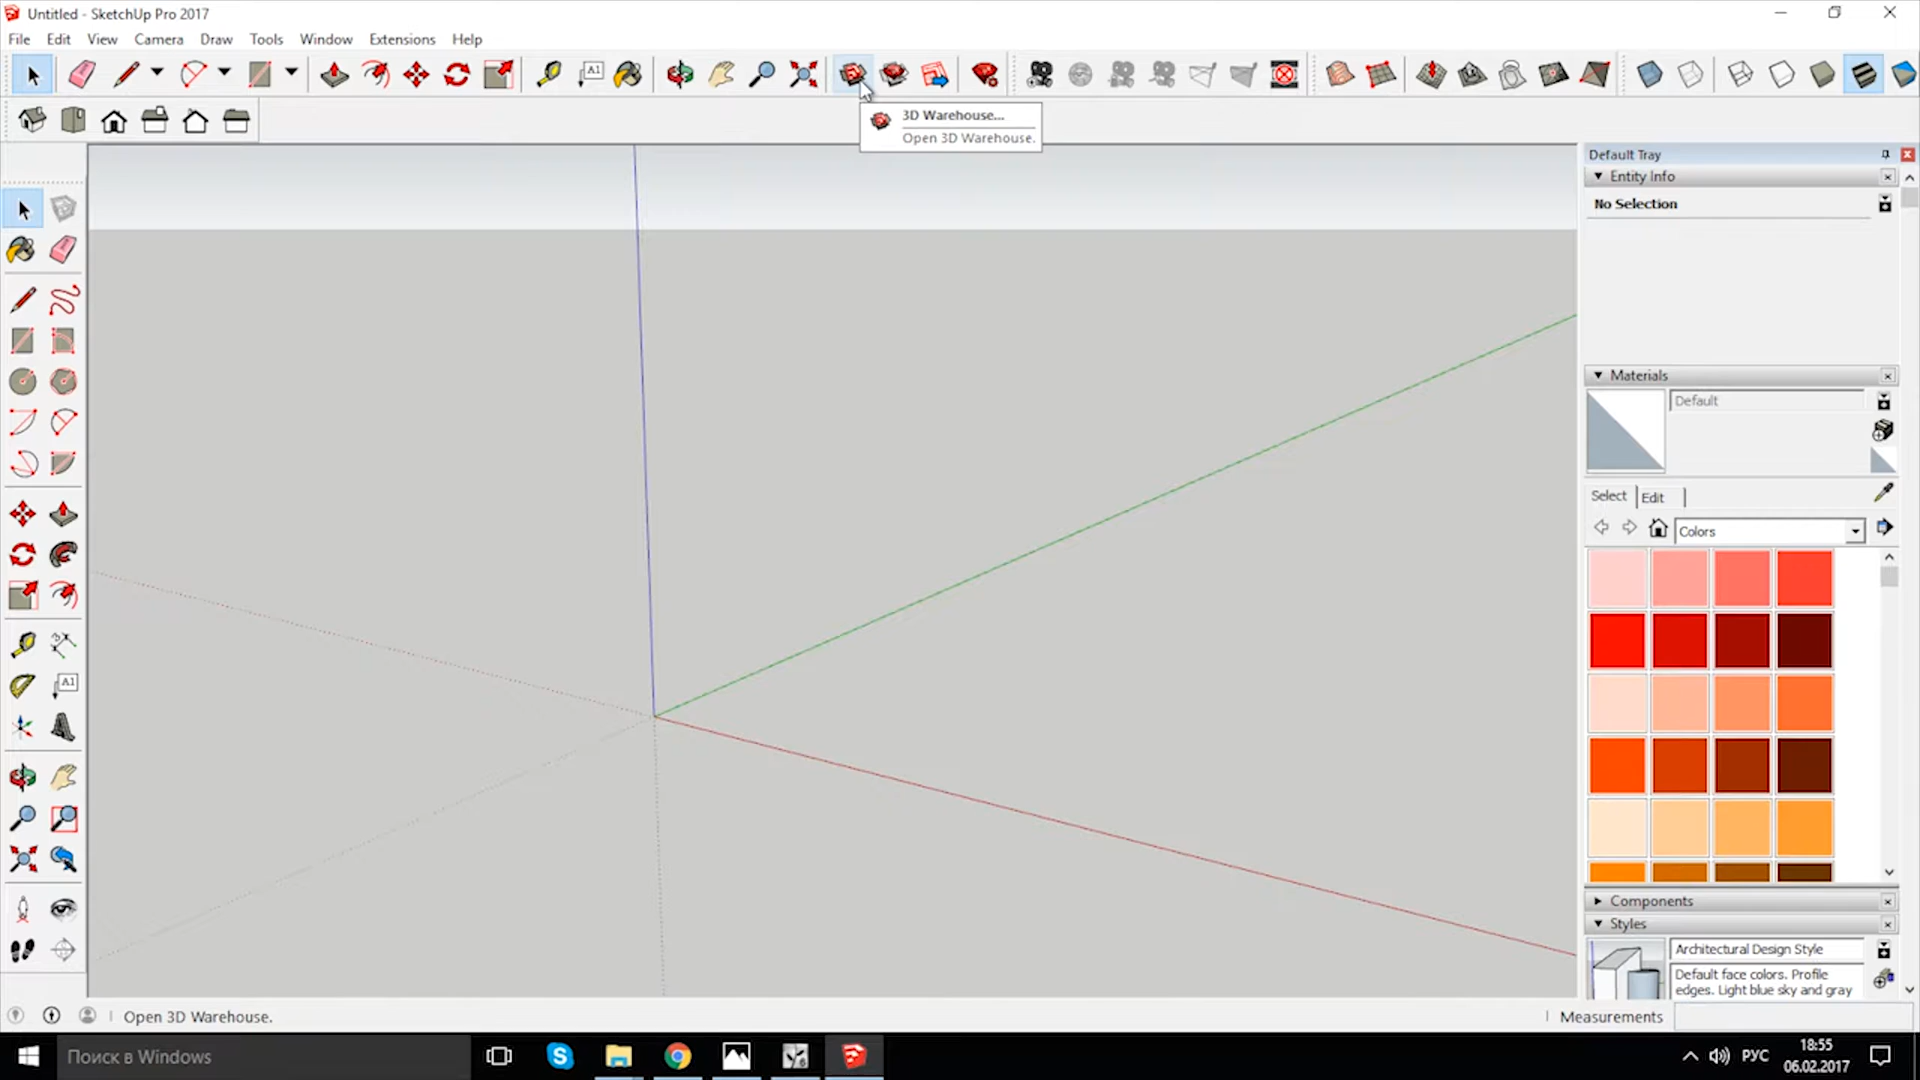 Untitled - SketchUp Pro 2017
File Edit View Camera Draw Tools Window Extensions Help
A1
3D Warehouse...
Open 3D Warehouse.
Default Tray
Entity Info
No Selection
Materials
Default
Select Edit
Colors
A1
Components
Styles
Architectural Design Style
Default face colors. Profile
edges. Light blue sky and gray
Open 3D Warehouse.
Measurements
Поиск в Windows
РУС
18:55
06.02.2017